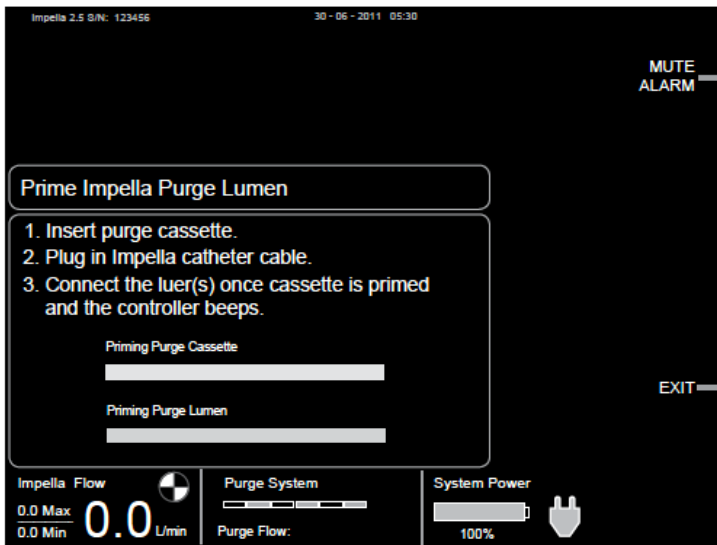 Impella 2.5 S/N: 123456
30 - 06 - 2011 05:30
MUTE
ALARM
Prime Impella Purge Lumen
1. Insert purge cassette.
2. Plug in Impella catheter cable.
3. Connect the luer(s) once cassette is primed
and the controller beeps.
Priming Purge Cassette
Priming Purge Lumen
EXIT
Impella Flow
0.0 Max
0.0 Min
0.0 L/min
Purge System
Purge Flow:
System Power
100%